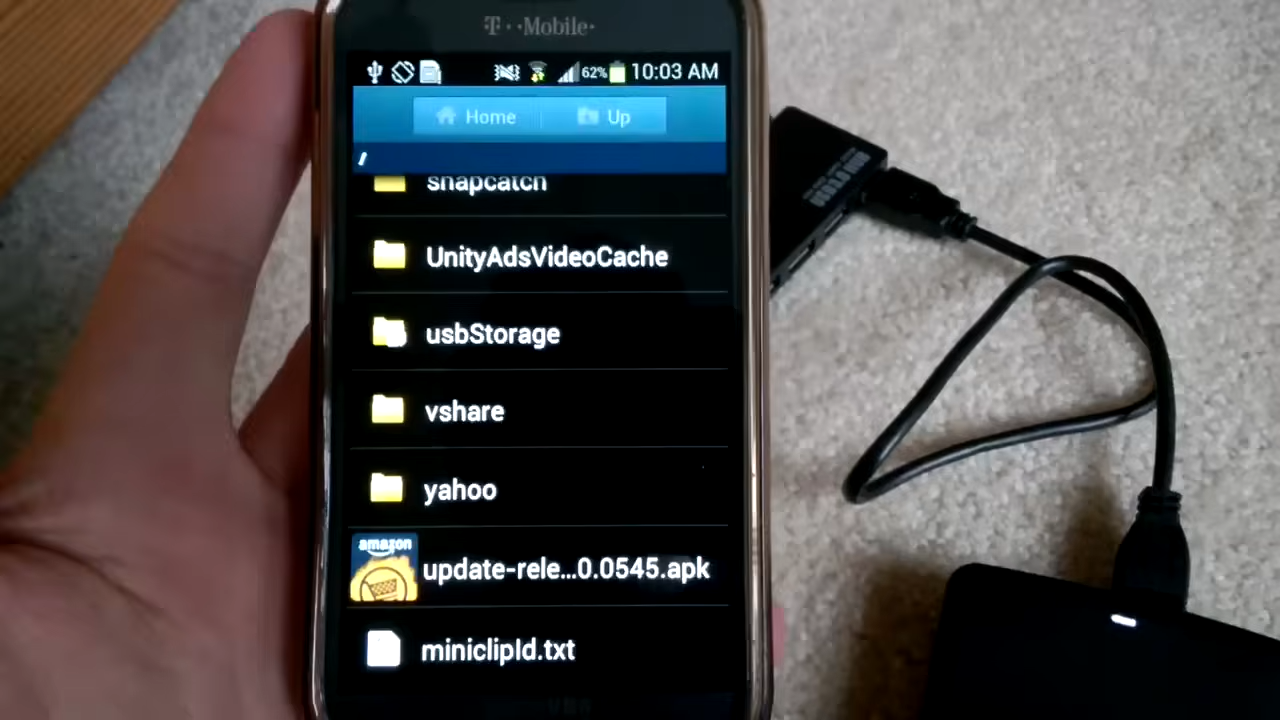 T··Mobile·
62% 10:03 AM
Home Up
/
snapcatch
UnityAdsVideoCache
usbStorage
vshare
yahoo
amazon
update-rele...0.0545.apk
miniclipId.txt